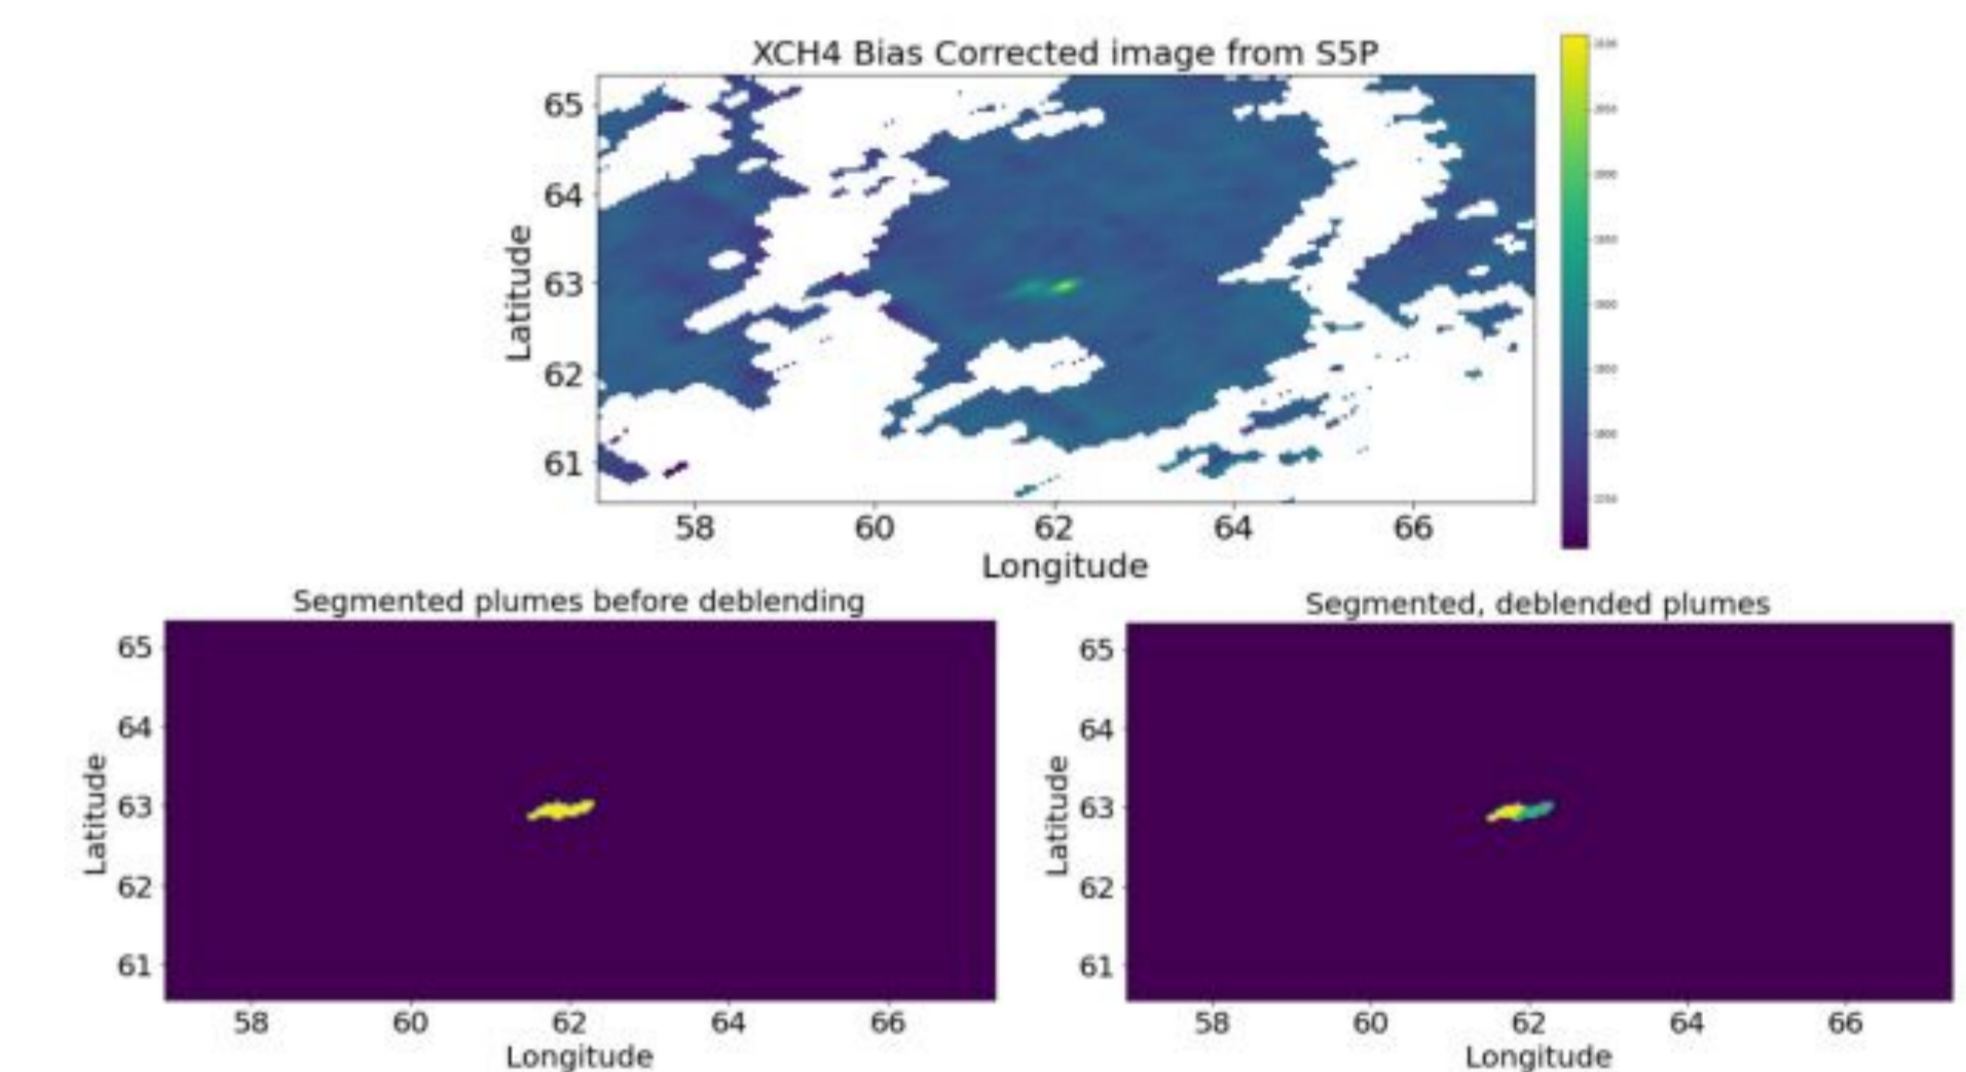 XCH4 Bias Corrected image from S5P
65
64
63
62
61
Latitude
58 60 62 64 66
Longitude
Segmented plumes before deblending
65
64
63
62
61
Latitude
58 60 62 64 66
Longitude
Segmented, deblended plumes
65
64
63
62
61
Latitude
58 60 62 64 66
Longitude